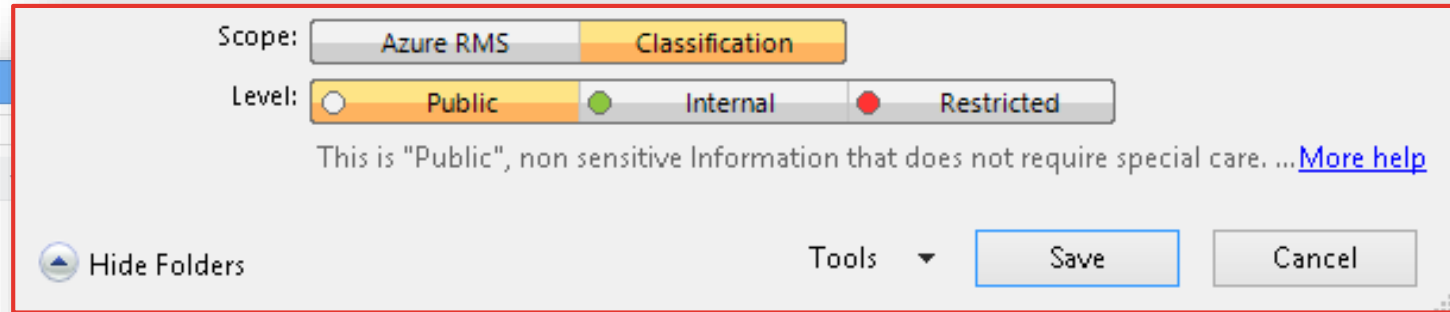 Scope: Azure RMS Classification
Level: Public Internal Restricted
This is "Public", non sensitive Information that does not require special care. ...More help
Hide Folders Tools Save Cancel